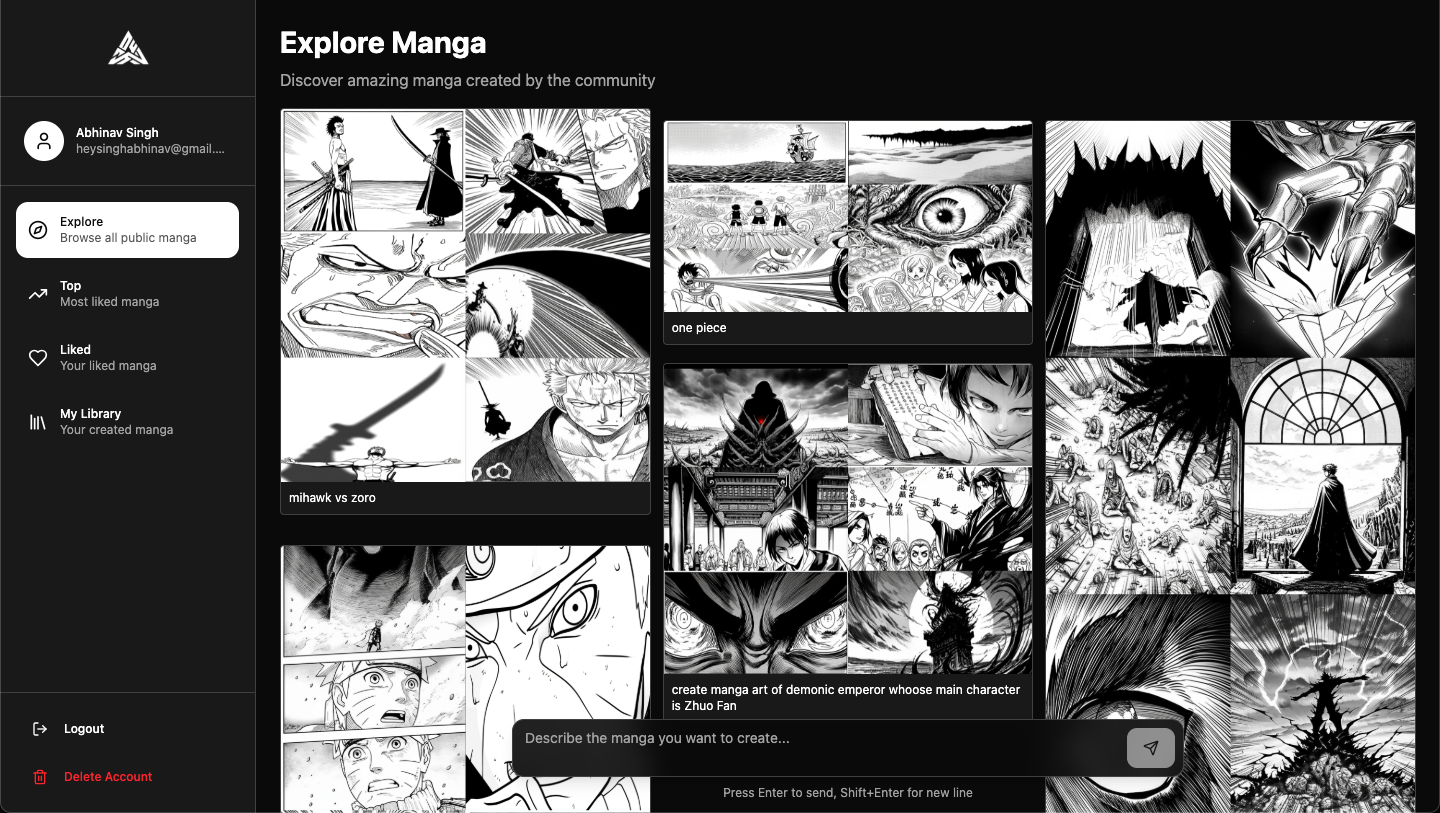 Explore Manga
Discover amazing manga created by the community
Abhinav Singh
heysinghabhinav@gmail....
Explore
Browse all public manga
Top
Most liked manga
Liked
Your liked manga
My Library
Your created manga
Logout
Delete Account
mihawk vs zoro
one piece
create manga art of demonic emperor whoose main character
is Zhuo Fan
Describe the manga you want to create...
Press Enter to send, Shift+Enter for new line